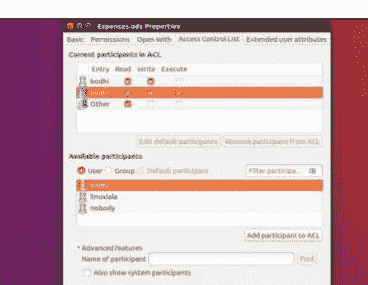 Expenses.ods Properties
Basic Permissions Open With Access Control List Extended user attributes
Current participants in ACL
Entry Read Write Execute
bodhi
bodhi
Other
Edit default participants Remove participant from ACL
Available participants
User Group Default participant Filter participa..
linuxlala
nobody
Add participant to ACL
Advanced features
Name of participant Find
Also show system participants